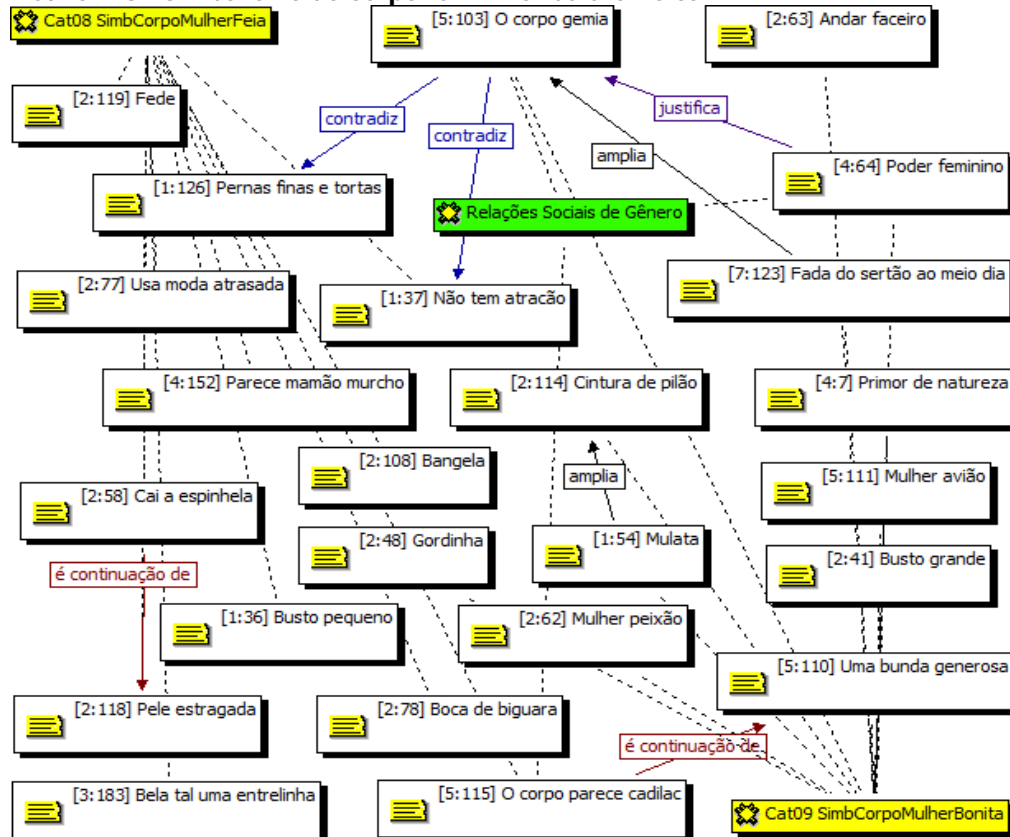 Cat08 SimbCorpoMulherFeia
[5:103] O corpo gemia
[2:63] Andar faceiro
[2:119] Fede
contradiz
contradiz
justifica
amplia
[1:126] Pernas finas e tortas
[4:64] Poder feminino
Relações Sociais de Gênero
[2:77] Usa moda atrasada
[1:37] Não tem atracão
[7:123] Fada do sertão ao meio dia
[4:152] Parece mamão murcho
[2:114] Cintura de pilão
[4:7] Primor de natureza
[2:108] Bangela
amplia
[5:111] Mulher avião
[2:58] Cai a espinhela
[2:48] Gordinha
[1:54] Mulata
[2:41] Busto grande
é continuação de
[1:36] Busto pequeno
[2:62] Mulher peixão
[5:110] Uma bunda generosa
[2:118] Pele estragada
[2:78] Boca de biguara
é continuação de
[3:183] Bela tal uma entrelinha
[5:115] O corpo parece cadilac
Cat09 SimbCorpoMulherBonita